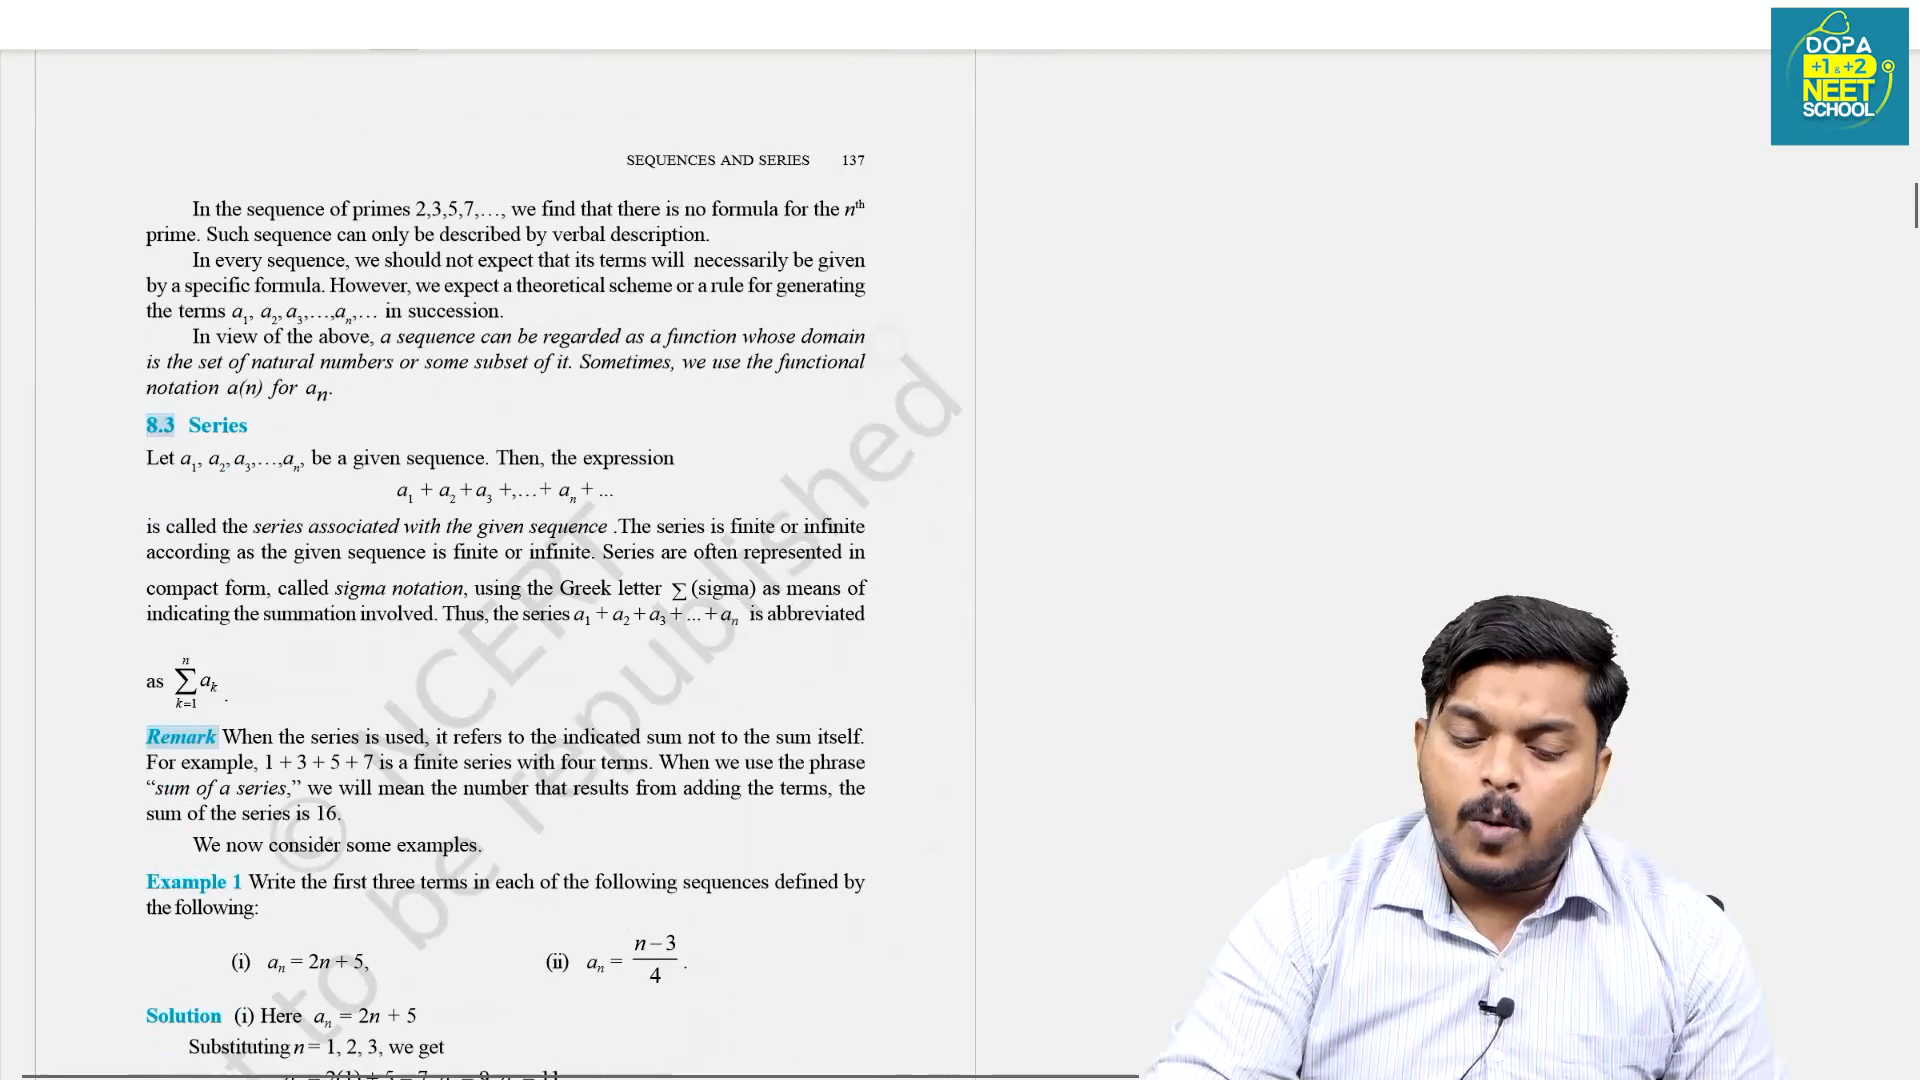 DOPA
+1 & +2
NEET
SCHOOL
SEQUENCES AND SERIES 137
In the sequence of primes 2,3,5,7,…, we find that there is no formula for the nth
prime. Such sequence can only be described by verbal description.
In every sequence, we should not expect that its terms will necessarily be given
by a specific formula. However, we expect a theoretical scheme or a rule for generating
the terms a1, a2, a3,…,an,… in succession.
In view of the above, a sequence can be regarded as a function whose domain
is the set of natural numbers or some subset of it. Sometimes, we use the functional
notation a(n) for an.
8.3 Series
Let a1, a2, a3,…,an, be a given sequence. Then, the expression
a1 + a2 + a3 +,…+ an + ...
is called the series associated with the given sequence .The series is finite or infinite
according as the given sequence is finite or infinite. Series are often represented in
compact form, called sigma notation, using the Greek letter ∑ (sigma) as means of
indicating the summation involved. Thus, the series a1 + a2 + a3 + ... + an is abbreviated
n
as ∑ ak .
k=1
Remark When the series is used, it refers to the indicated sum not to the sum itself.
For example, 1 + 3 + 5 + 7 is a finite series with four terms. When we use the phrase
“sum of a series,” we will mean the number that results from adding the terms, the
sum of the series is 16.
We now consider some examples.
Example 1 Write the first three terms in each of the following sequences defined by
the following:
(i) an = 2n + 5, (ii) an = n−3
4 .
Solution (i) Here an = 2n + 5
Substituting n = 1, 2, 3, we get
© NCERT
t to be republished